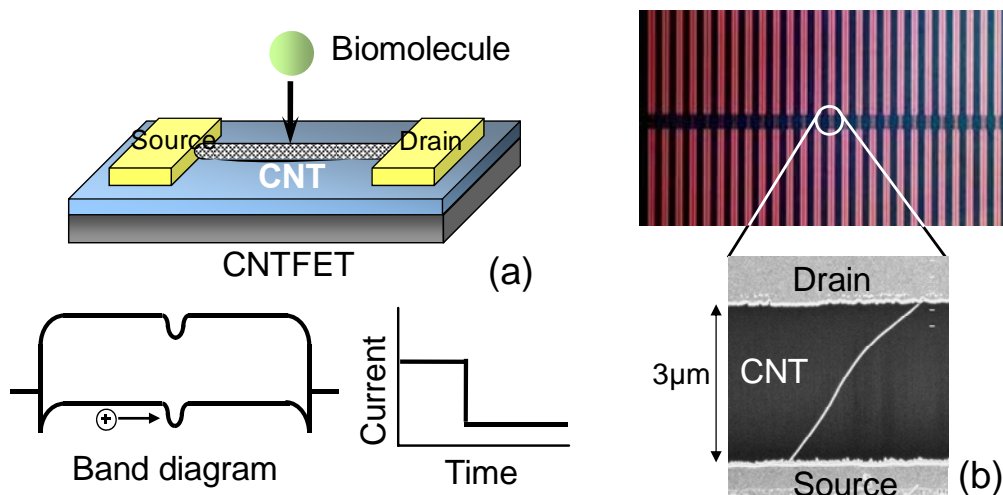 Biomolecule
Source
Drain
CNT
CNTFET
(a)
Band diagram
+
Current
Time
Drain
3μm
CNT
Source
(b)